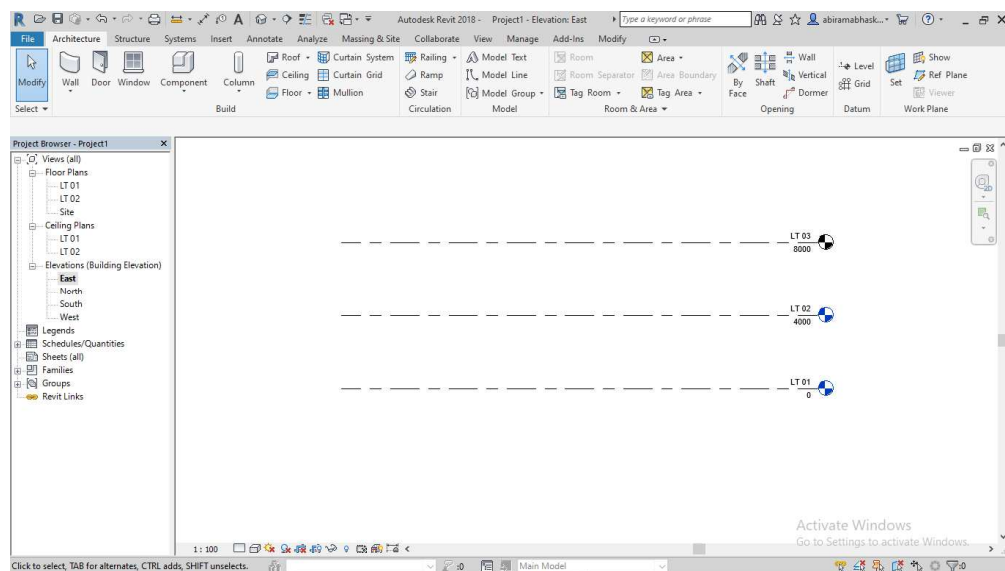 Autodesk Revit 2018 - Project1 - Elevation: East
Type a keyword or phrase
abiramabhask...
File Architecture Structure Systems Insert Annotate Analyze Massing & Site Collaborate View Manage Add-Ins Modify
Modify
Wall Door Window Component Column
Roof Curtain System
Ceiling Curtain Grid
Floor Mullion
Railing
Ramp
Stair
Model Text
Model Line
Model Group
Room
Room Separator
Tag Room
Area
Area Boundary
Tag Area
By Face
Shaft
Wall
Vertical
Dormer
Level
Grid
Set
Show
Ref Plane
Viewer
Select Build Circulation Model Room & Area Opening Datum Work Plane
Project Browser - Project1
Views (all)
Floor Plans
LT 01
LT 02
Site
Ceiling Plans
LT 01
LT 02
Elevations (Building Elevation)
East
North
South
West
Legends
Schedules/Quantities
Sheets (all)
Families
Groups
Revit Links
2D
LT 03
8000
LT 02
4000
LT 01
0
Activate Windows
Go to Settings to activate Windows.
1 : 100
Click to select, TAB for alternates, CTRL adds, SHIFT unselects.
:0
Main Model
:0